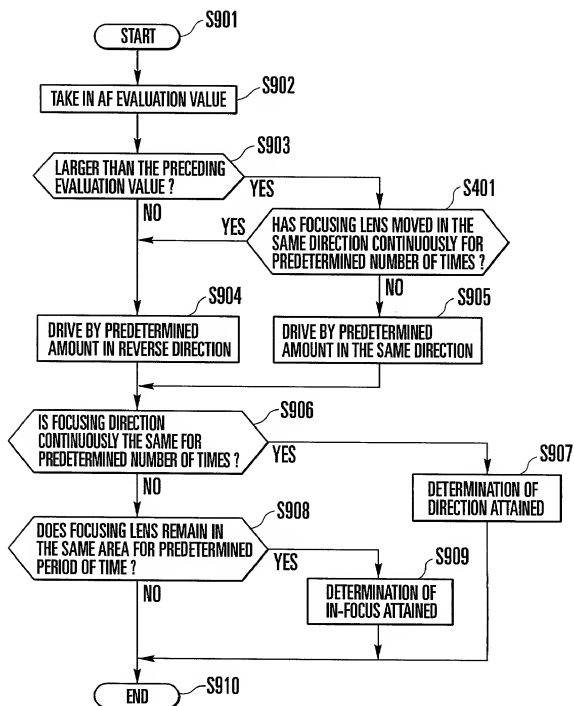 START
S901
TAKE IN AF EVALUATION VALUE
S902
LARGER THAN THE PRECEDING
EVALUATION VALUE ?
S903
YES
NO
S401
HAS FOCUSING LENS MOVED IN THE
SAME DIRECTION CONTINUOUSLY FOR
PREDETERMINED NUMBER OF TIMES ?
YES
NO
S904
DRIVE BY PREDETERMINED
AMOUNT IN REVERSE DIRECTION
S905
DRIVE BY PREDETERMINED
AMOUNT IN THE SAME DIRECTION
S906
IS FOCUSING DIRECTION
CONTINUOUSLY THE SAME FOR
PREDETERMINED NUMBER OF TIMES ?
YES
NO
S907
DETERMINATION OF
DIRECTION ATTAINED
S908
DOES FOCUSING LENS REMAIN IN
THE SAME AREA FOR PREDETERMINED
PERIOD OF TIME ?
YES
NO
S909
DETERMINATION OF
IN-FOCUS ATTAINED
END
S910